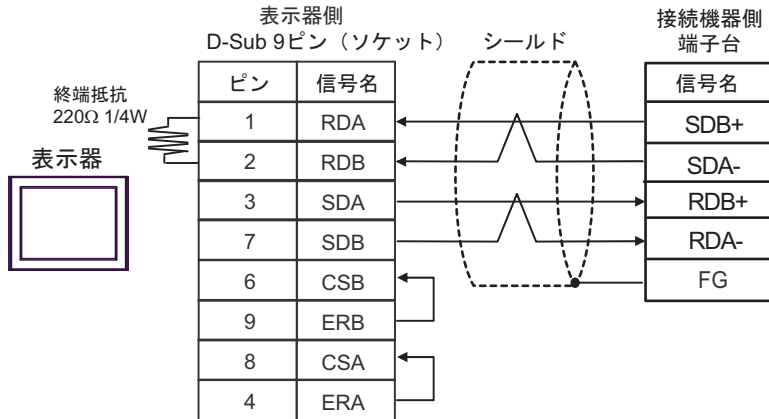 表示器側
D-Sub 9ピン（ソケット）
シールド
接続機器側
端子台
終端抵抗
220Ω 1/4W
表示器
ピン 信号名
1 RDA
2 RDB
3 SDA
7 SDB
6 CSB
9 ERB
8 CSA
4 ERA
信号名
SDB+
SDA-
RDB+
RDA-
FG